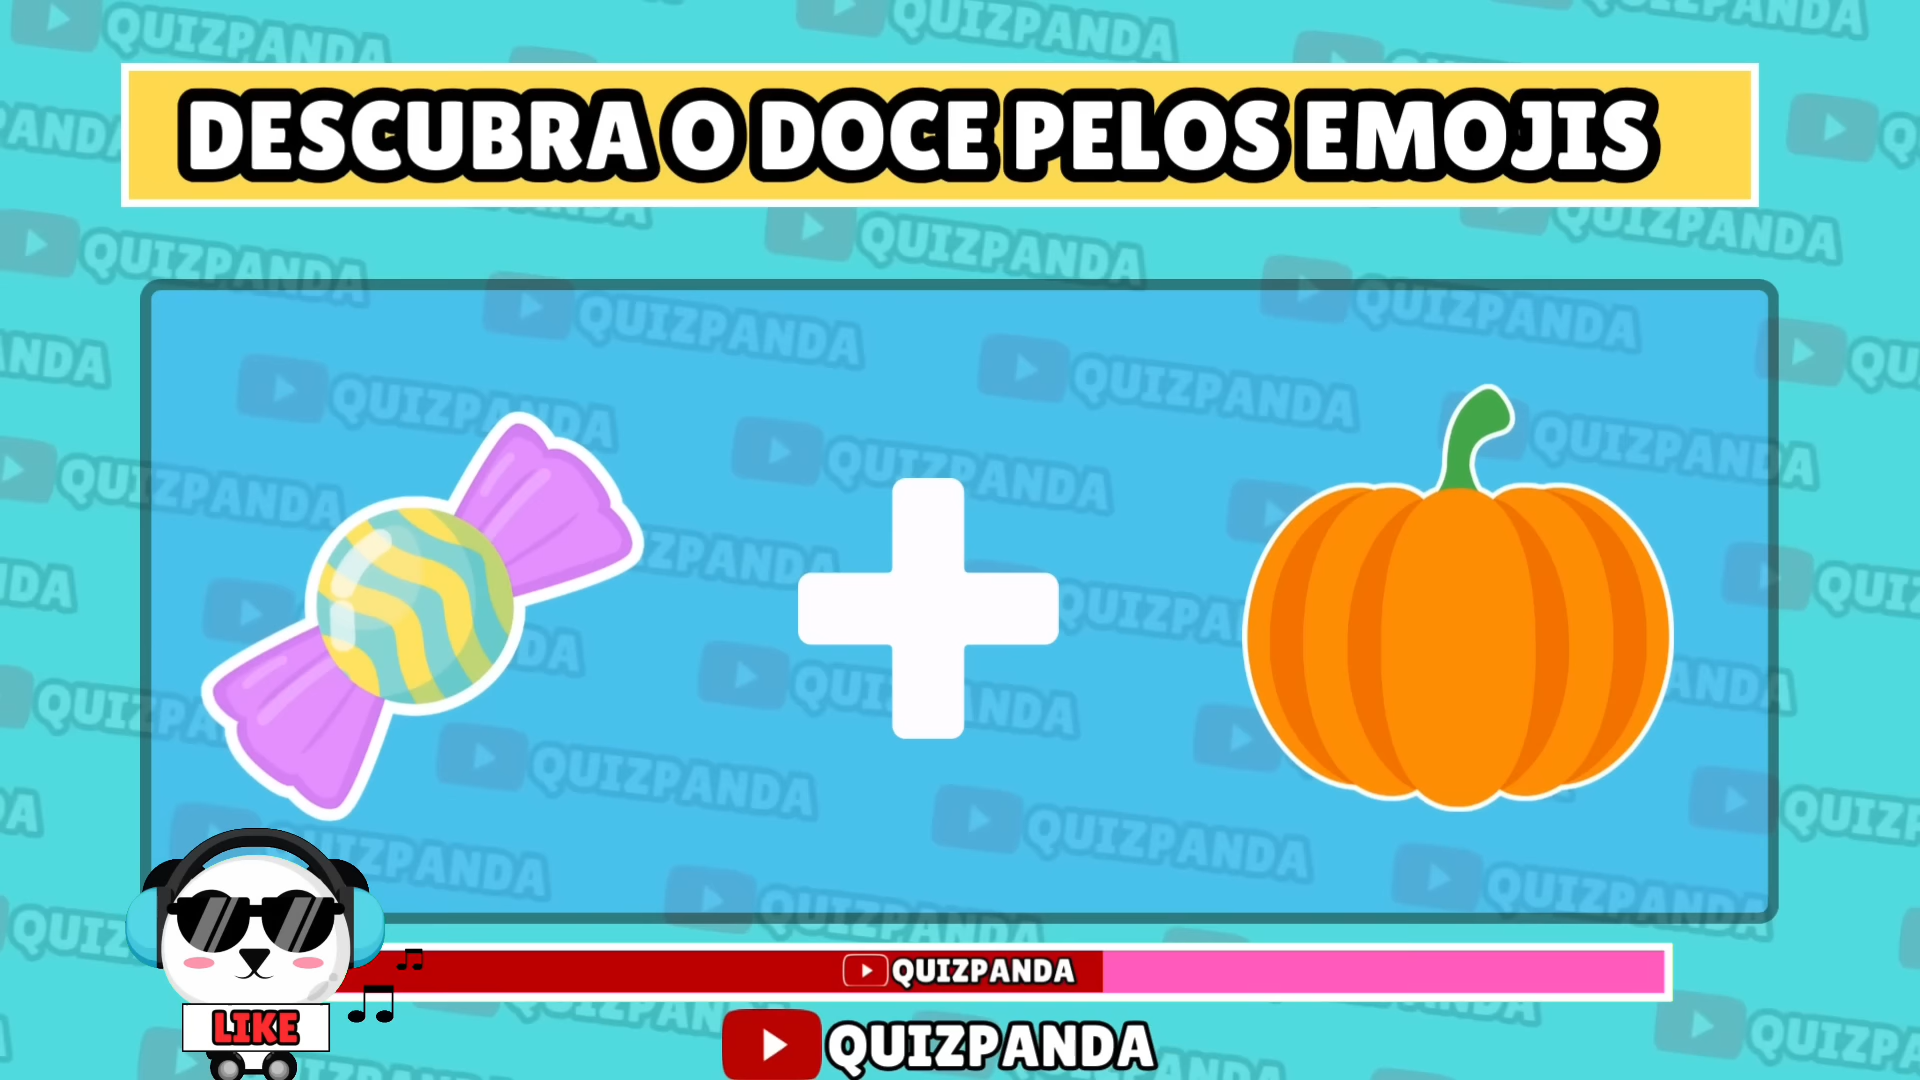 DESCUBRA O DOCE PELOS EMOJIS
QUIZPANDA
LIKE
QUIZPANDA